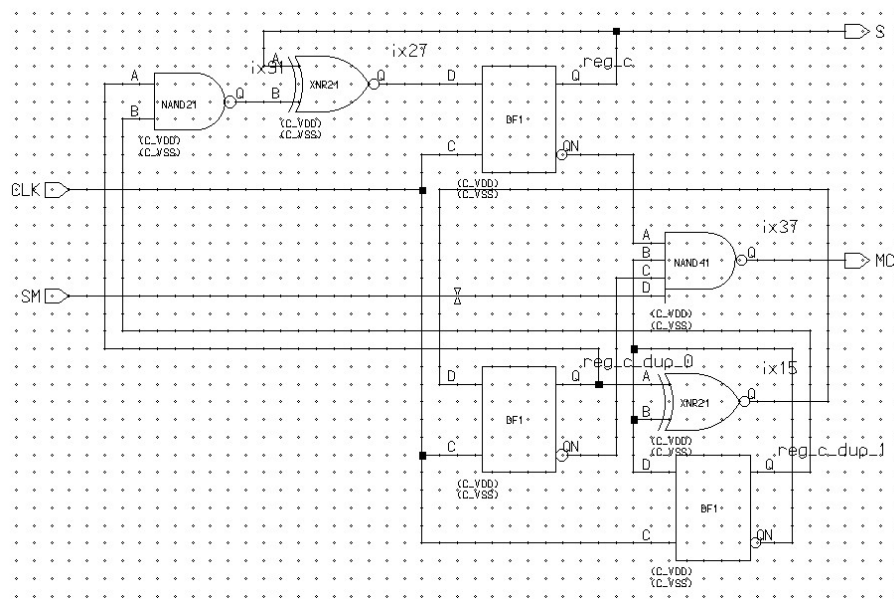 S
ix27
reg_c
ix31
A
A
Q
D
Q
NAND21
Q
B
XNR21
B
BF1
(C_VDD)
(C_VSS)
(C_VDD)
(C_VSS)
C
QN
CLK
(C_VDD)
(C_VSS)
ix37
A
B
NAND41
Q
MC
C
D
SM
(C_VDD)
(C_VSS)
reg_c_dup_0
ix15
D
Q
A
Q
XNR21
B
BF1
C
QN
(C_VDD)
(C_VSS)
reg_c_dup_1
D
Q
(C_VDD)
(C_VSS)
BF1
C
QN
(C_VDD)
(C_VSS)